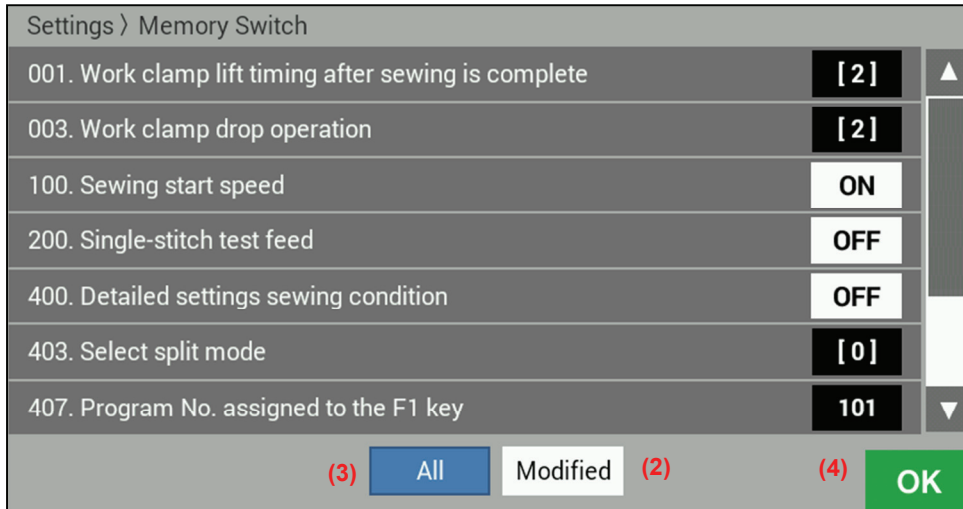 Settings 〉 Memory Switch
001. Work clamp lift timing after sewing is complete [ 2 ]
003. Work clamp drop operation [ 2 ]
100. Sewing start speed ON
200. Single-stitch test feed OFF
400. Detailed settings sewing condition OFF
403. Select split mode [ 0 ]
407. Program No. assigned to the F1 key 101
(3) All Modified (2) (4) OK